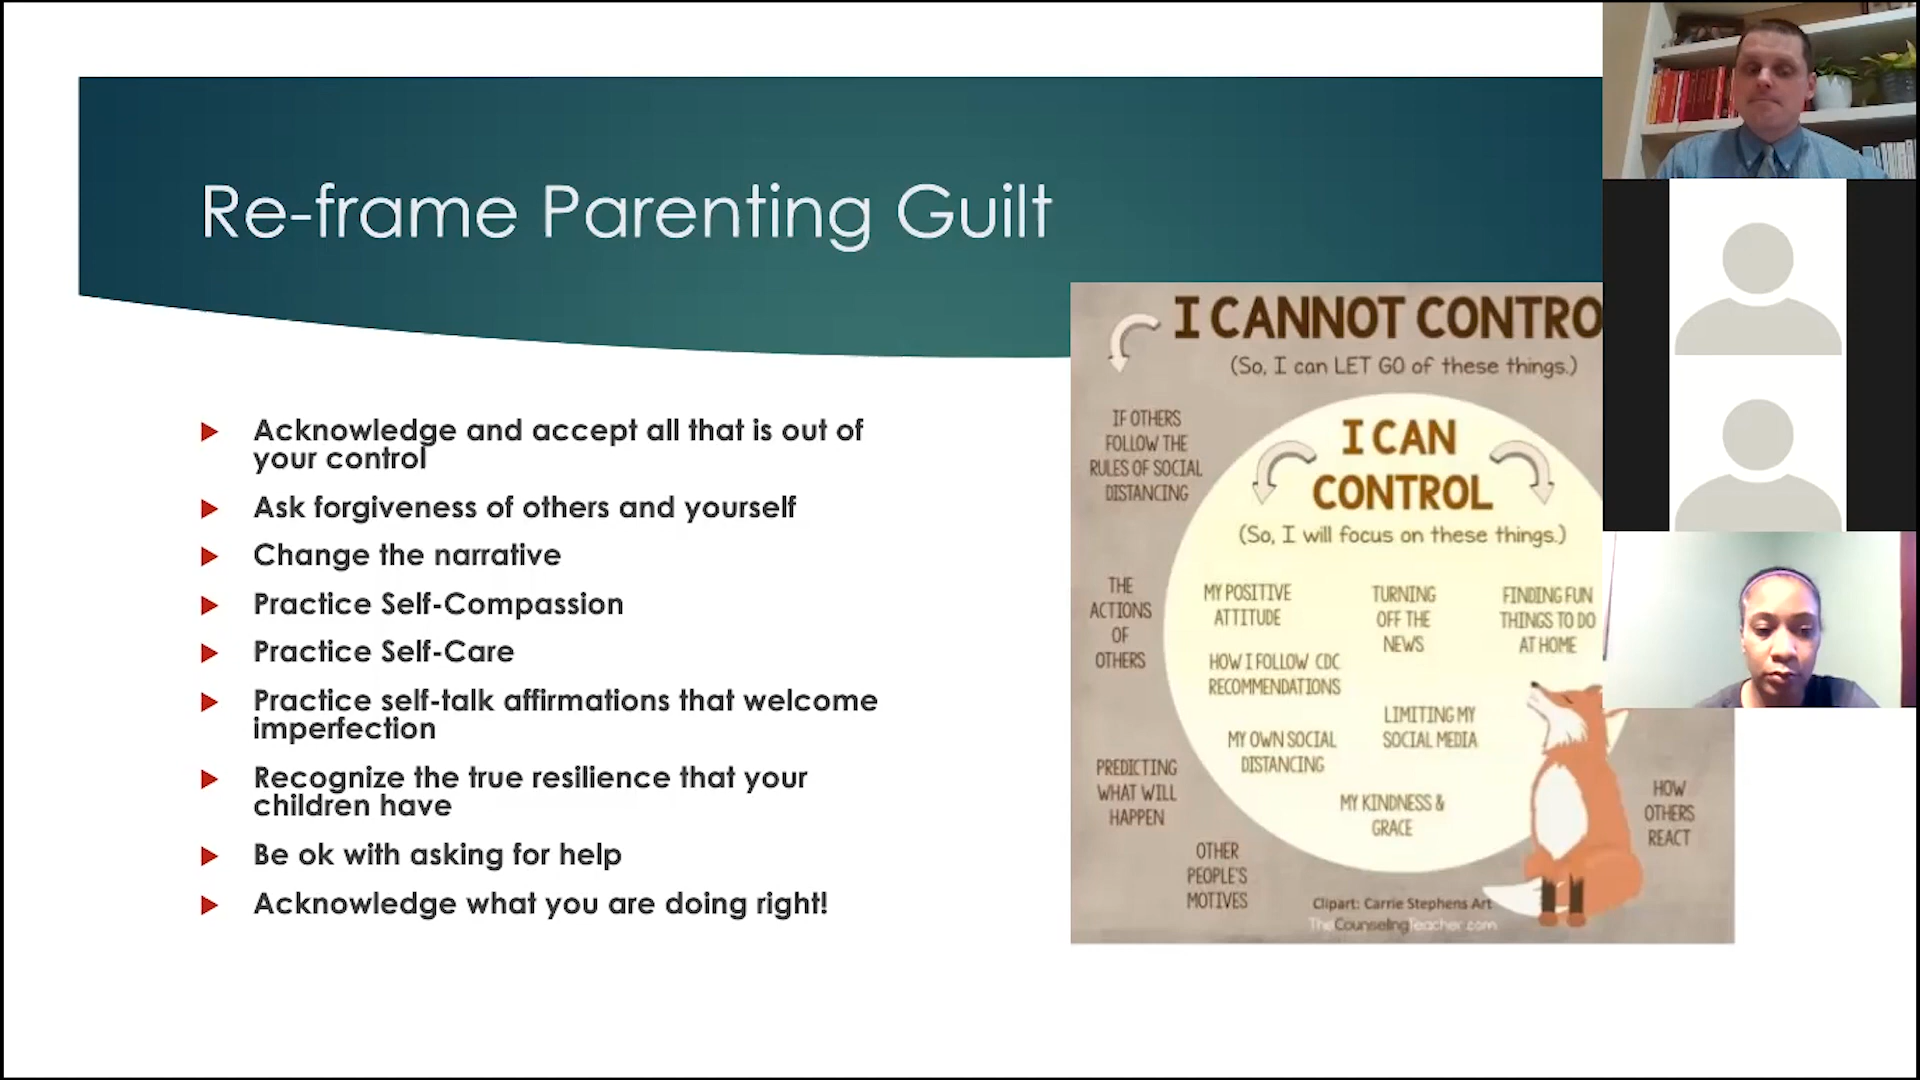 Re-frame Parenting Guilt
Acknowledge and accept all that is out of
your control
Ask forgiveness of others and yourself
Change the narrative
Practice Self-Compassion
Practice Self-Care
Practice self-talk affirmations that welcome
imperfection
Recognize the true resilience that your
children have
Be ok with asking for help
Acknowledge what you are doing right!
I CANNOT CONTRO
(So, I can LET GO of these things.)
IF OTHERS
FOLLOW THE
RULES OF SOCIAL
DISTANCING
THE
ACTIONS
OF
OTHERS
PREDICTING
WHAT WILL
HAPPEN
OTHER
PEOPLE'S
MOTIVES
HOW
OTHERS
REACT
I CAN
CONTROL
(So, I will focus on these things.)
MY POSITIVE
ATTITUDE
TURNING
OFF THE
NEWS
FINDING FUN
THINGS TO DO
AT HOME
HOW I FOLLOW CDC
RECOMMENDATIONS
LIMITING MY
SOCIAL MEDIA
MY OWN SOCIAL
DISTANCING
MY KINDNESS &
GRACE
Clipart: Carrie Stephens Art
TheCounselingTeacher.com